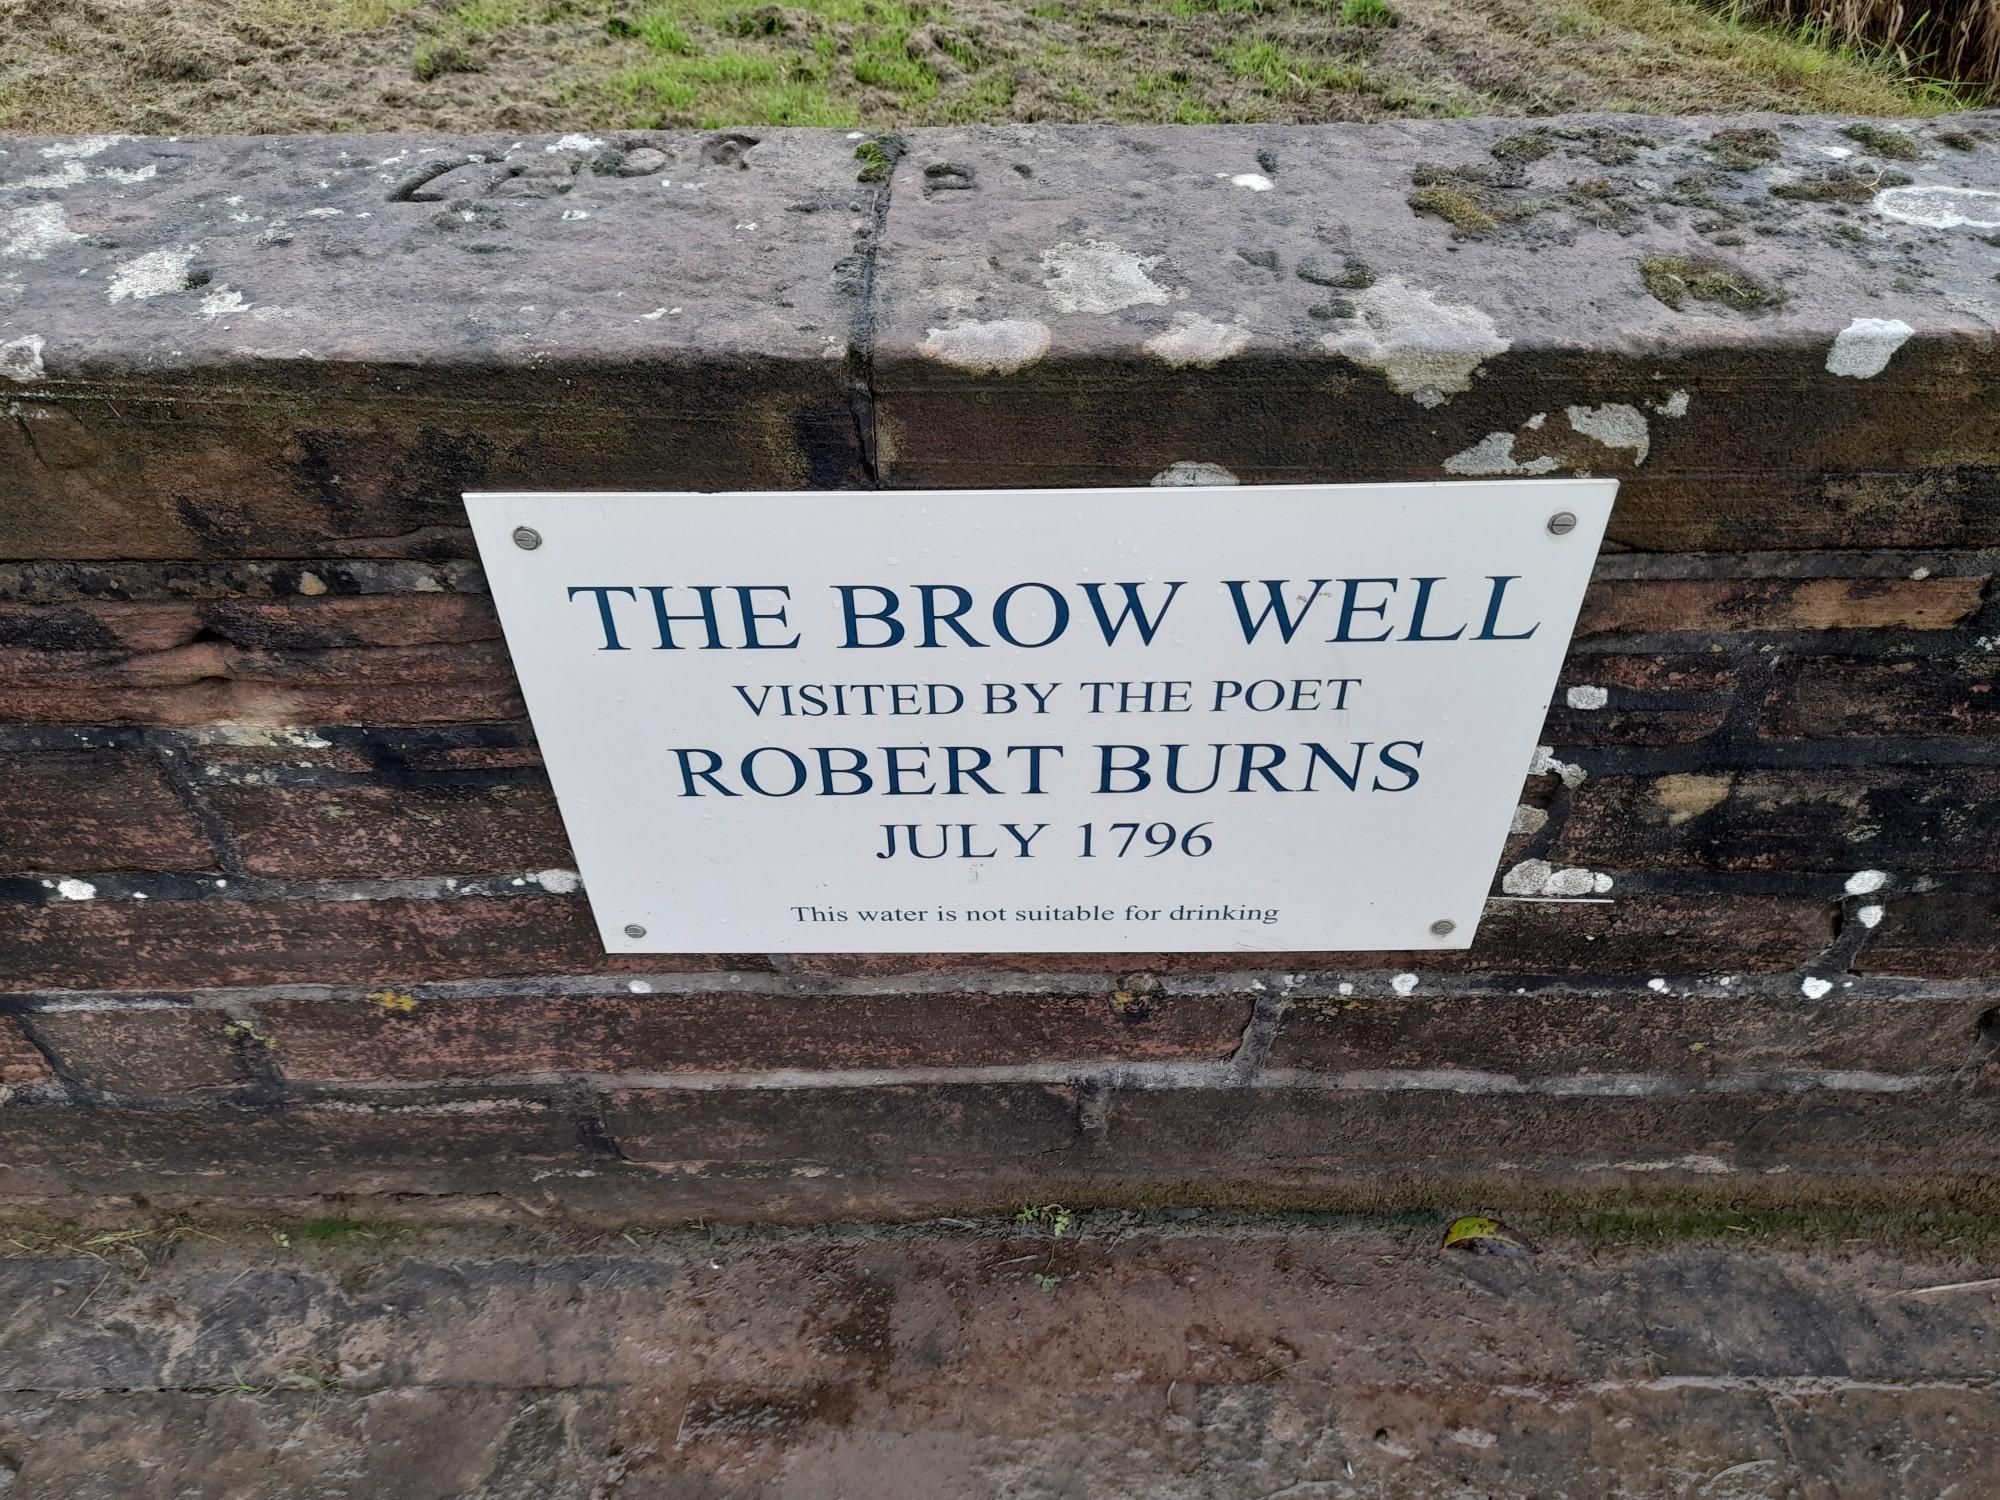 THE BROW WELL
VISITED BY THE POET
ROBERT BURNS
JULY 1796
This water is not suitable for drinking